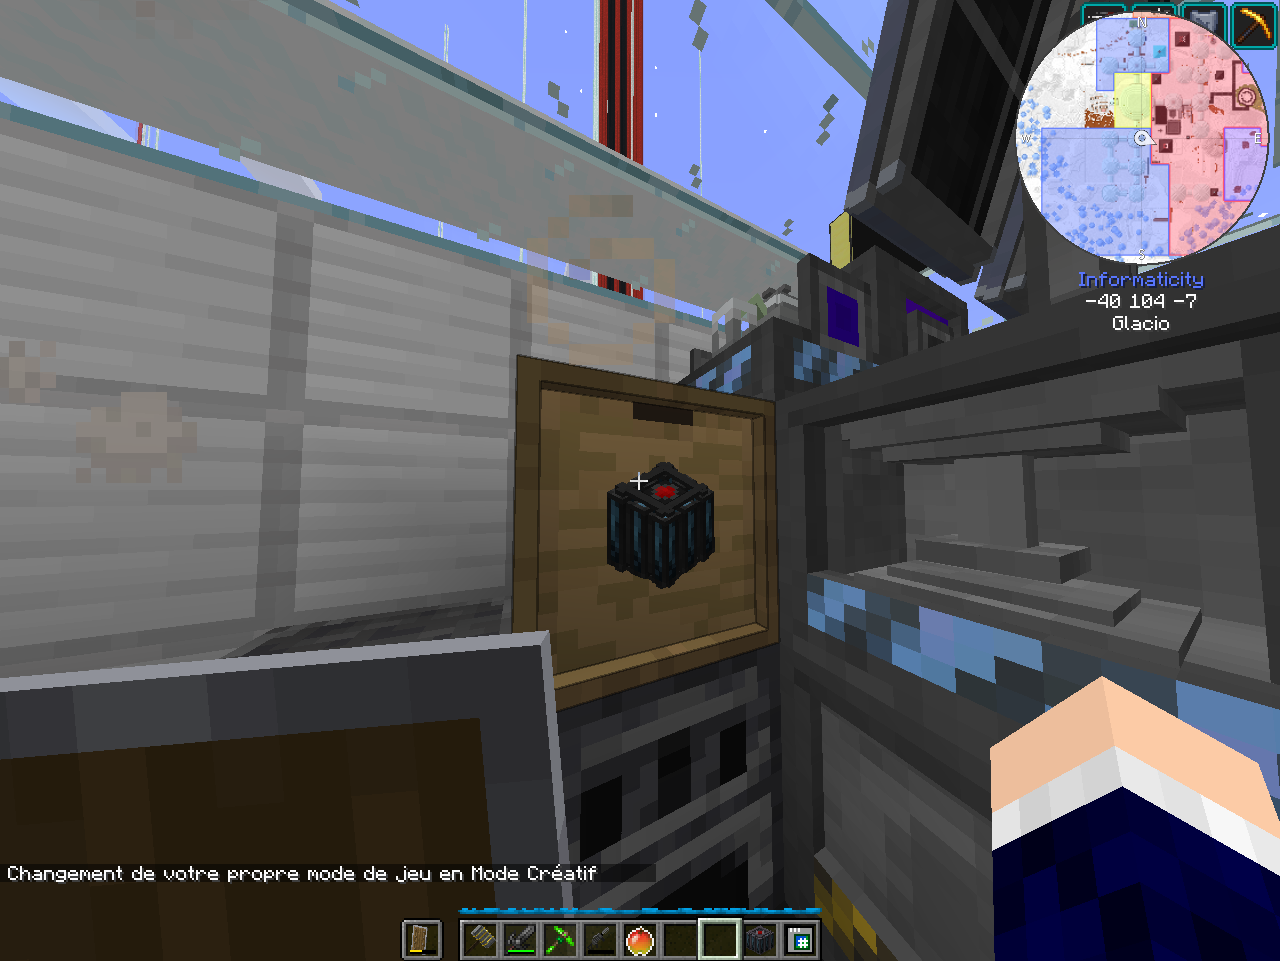 N
W
E
S
Informaticity
-40 104 -7
Glacio
Changement de votre propre mode de jeu en Mode Créatif